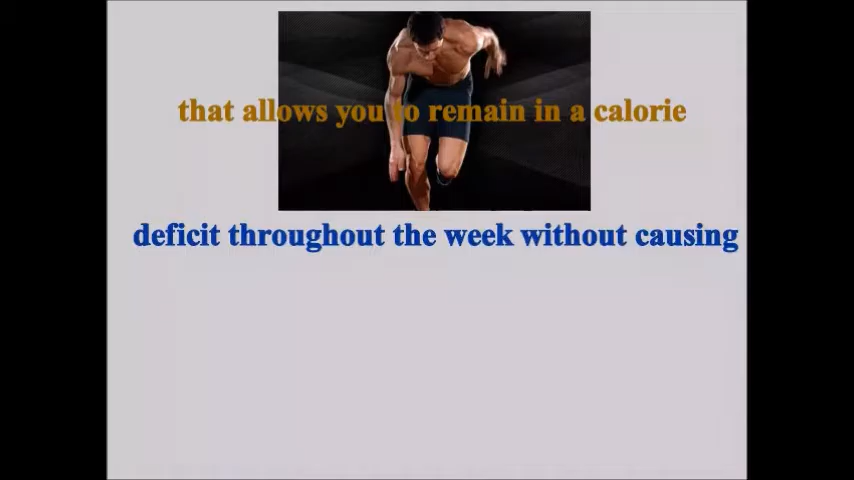 that allows you to remain in a calorie
deficit throughout the week without causing